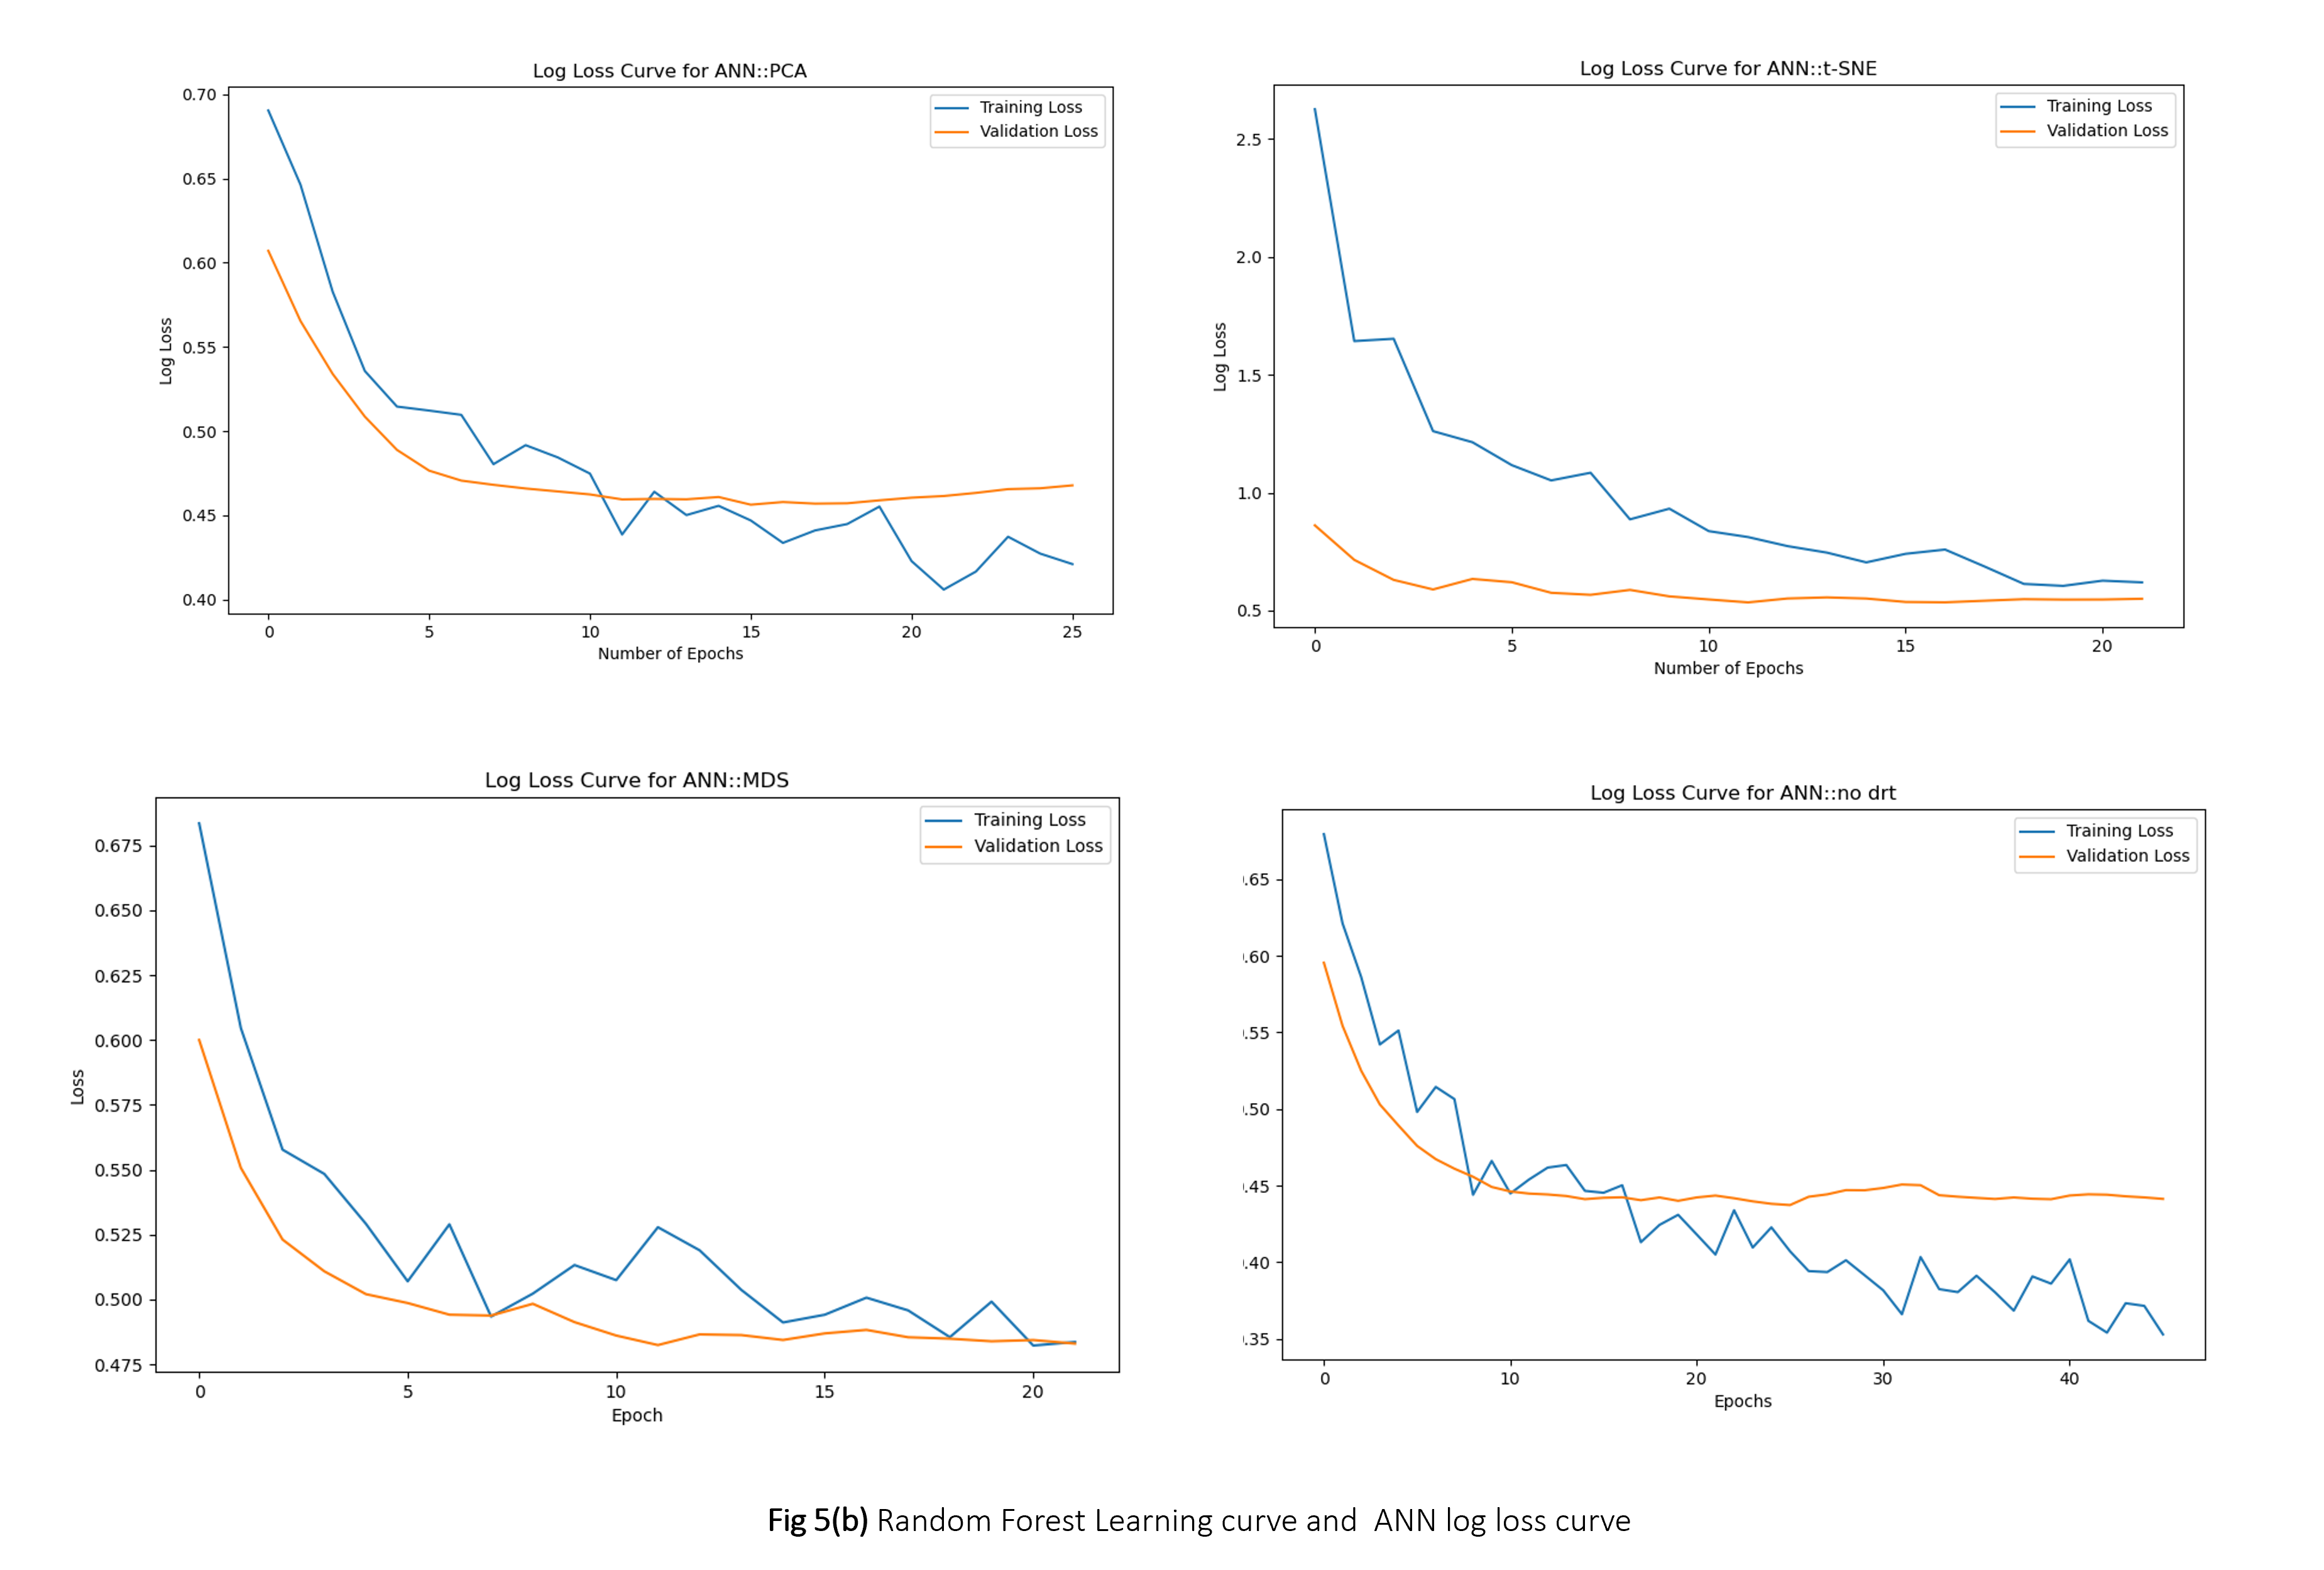 Log Loss Curve for ANN::PCA
Training Loss
Validation Loss
0.70
0.65
0.60
0.55
0.50
0.45
0.40
Log Loss
0 5 10 15 20 25
Number of Epochs
Log Loss Curve for ANN::t-SNE
Training Loss
Validation Loss
2.5
2.0
1.5
1.0
0.5
Log Loss
0 5 10 15 20
Number of Epochs
Log Loss Curve for ANN::MDS
Training Loss
Validation Loss
0.675
0.650
0.625
0.600
0.575
0.550
0.525
0.500
0.475
Loss
0 5 10 15 20
Epoch
Log Loss Curve for ANN::no drt
Training Loss
Validation Loss
.65
.60
.55
.50
.45
.40
.35
0 10 20 30 40
Epochs
Fig 5(b) Random Forest Learning curve and ANN log loss curve